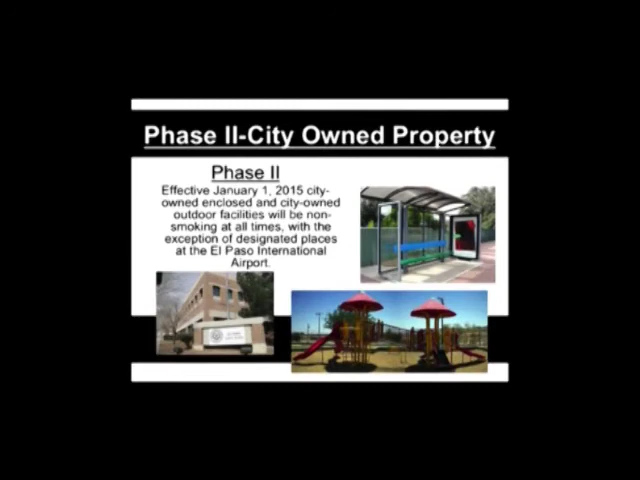 Phase II-City Owned Property
Phase II
Effective January 1, 2015 city-
owned enclosed and city-owned
outdoor facilities will be non-
smoking at all times, with the
exception of designated places
at the El Paso International
Airport.